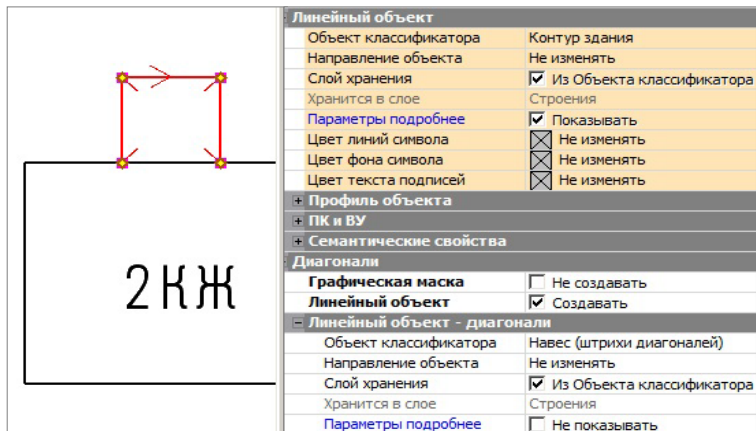 2КЖ
Линейный объект
Объект классификатора Контур здания
Направление объекта Не изменять
Слой хранения Из Объекта классификатора
Хранится в слое Строения
Параметры подробнее Показывать
Цвет линий символа Не изменять
Цвет фона символа Не изменять
Цвет текста подписей Не изменять
Профиль объекта
ПК и ВУ
Семантические свойства
Диагонали
Графическая маска Не создавать
Линейный объект Создавать
Линейный объект - диагонали
Объект классификатора Навес (штрихи диагоналей)
Направление объекта Не изменять
Слой хранения Из Объекта классификатора
Хранится в слое Строения
Параметры подробнее Не показывать